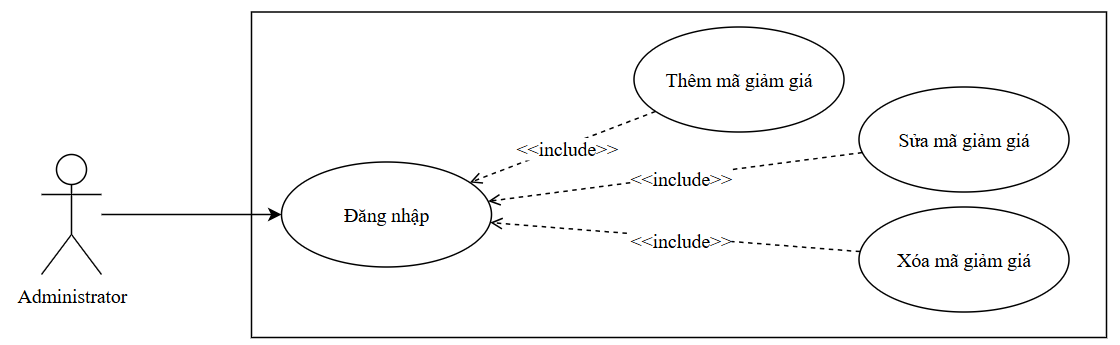 Thêm mã giảm giá
<<include>>
Sửa mã giảm giá
<<include>>
Đăng nhập
<<include>>
Xóa mã giảm giá
Administrator